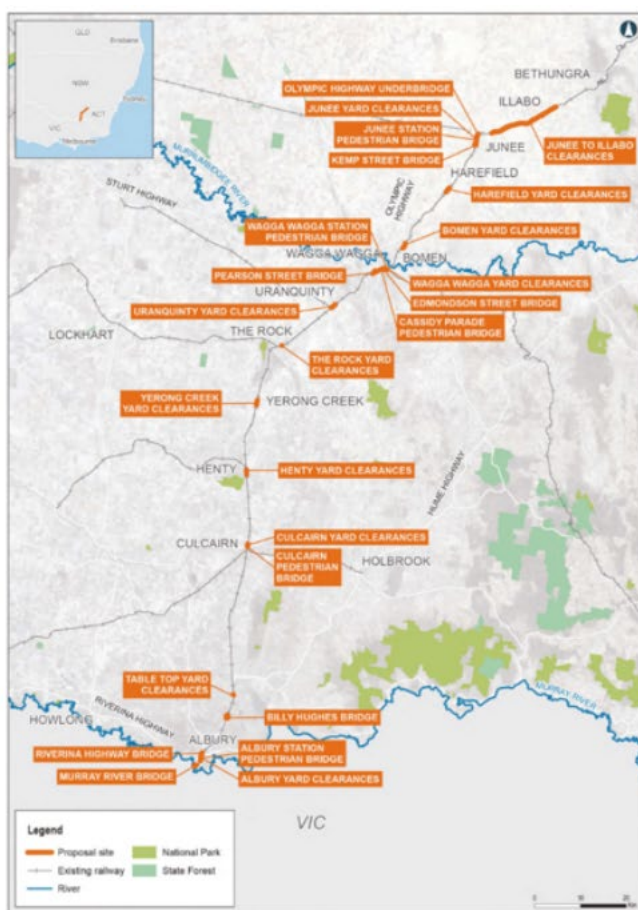 QLD
Brisbane
NSW
Sydney
ACT
VIC
Melbourne
BETHUNGRA
OLYMPIC HIGHWAY UNDERBRIDGE
ILLABO
JUNEE YARD CLEARANCES
JUNEE STATION
PEDESTRIAN BRIDGE
JUNEE
JUNEE TO ILLABO
CLEARANCES
KEMP STREET BRIDGE
MURRUMBIDGEE RIVER
HAREFIELD
STURT HIGHWAY
HAREFIELD YARD CLEARANCES
OLYMPIC
HIGHWAY
WAGGA WAGGA STATION
PEDESTRIAN BRIDGE
BOMEN YARD CLEARANCES
WAGGA WAGGA
BOMEN
PEARSON STREET BRIDGE
WAGGA WAGGA YARD CLEARANCES
URANQUINTY
EDMONDSON STREET BRIDGE
URANQUINTY YARD CLEARANCES
CASSIDY PARADE
PEDESTRIAN BRIDGE
LOCKHART
THE ROCK
THE ROCK YARD
CLEARANCES
YERONG CREEK
YARD CLEARANCES
YERONG CREEK
HENTY
HENTY YARD CLEARANCES
HUME HIGHWAY
CULCAIRN
CULCAIRN YARD CLEARANCES
CULCAIRN
PEDESTRIAN
BRIDGE
HOLBROOK
TABLE TOP YARD
CLEARANCES
MURRAY RIVER
HOWLONG
RIVERINA HIGHWAY
BILLY HUGHES BRIDGE
ALBURY
RIVERINA HIGHWAY BRIDGE
ALBURY STATION
PEDESTRIAN BRIDGE
MURRAY RIVER BRIDGE
ALBURY YARD CLEARANCES
VIC
Legend
Proposal site
National Park
Existing railway
State Forest
River
0 10 20